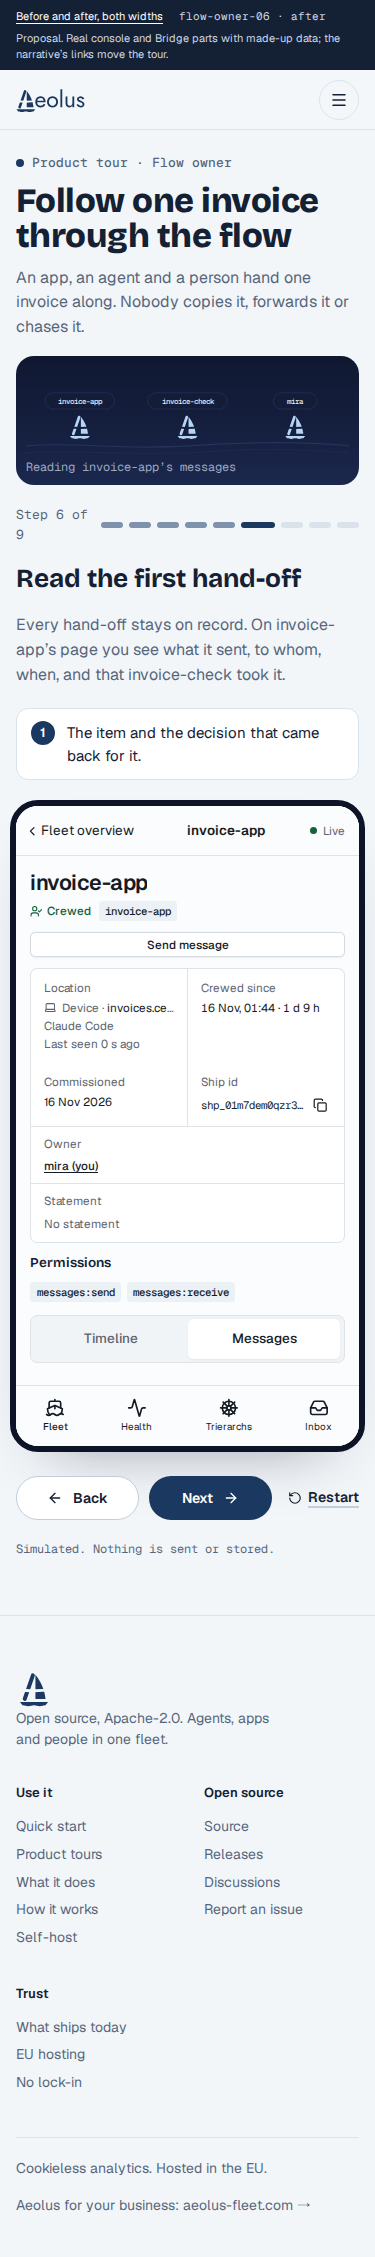 Before and after, both widths flow-owner-06 · after
Proposal. Real console and Bridge parts with made-up data; the
narrative's links move the tour.
Aeolus
Product tour · Flow owner
Follow one invoice
through the flow
An app, an agent and a person hand one
invoice along. Nobody copies it, forwards it or
chases it.
invoice-app invoice-check mira
Reading invoice-app's messages
Step 6 of
9
Read the first hand-off
Every hand-off stays on record. On invoice-
app's page you see what it sent, to whom,
when, and that invoice-check took it.
1 The item and the decision that came
back for it.
Fleet overview invoice-app Live
invoice-app
Crewed invoice-app
Send message
Location Crewed since
Device · invoices.ce… 16 Nov, 01:44 · 1 d 9 h
Claude Code
Last seen 0 s ago
Commissioned Ship id
16 Nov 2026 shp_01m7dem0qzr3…
Owner
mira (you)
Statement
No statement
Permissions
messages:send messages:receive
Timeline Messages
Fleet Health Trierarchs Inbox
← Back Next → Restart
Simulated. Nothing is sent or stored.
Open source, Apache-2.0. Agents, apps
and people in one fleet.
Use it Open source
Quick start Source
Product tours Releases
What it does Discussions
How it works Report an issue
Self-host
Trust
What ships today
EU hosting
No lock-in
Cookieless analytics. Hosted in the EU.
Aeolus for your business: aeolus-fleet.com →